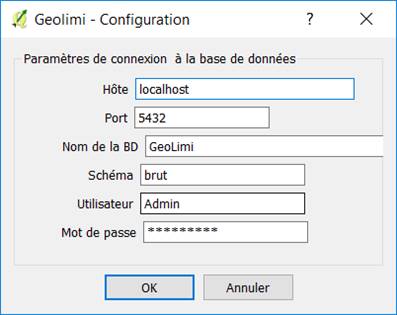 Geolimi - Configuration ? ×
Paramètres de connexion à la base de données
Hôte localhost
Port 5432
Nom de la BD GeoLimi
Schéma brut
Utilisateur Admin
Mot de passe *********
OK Annuler